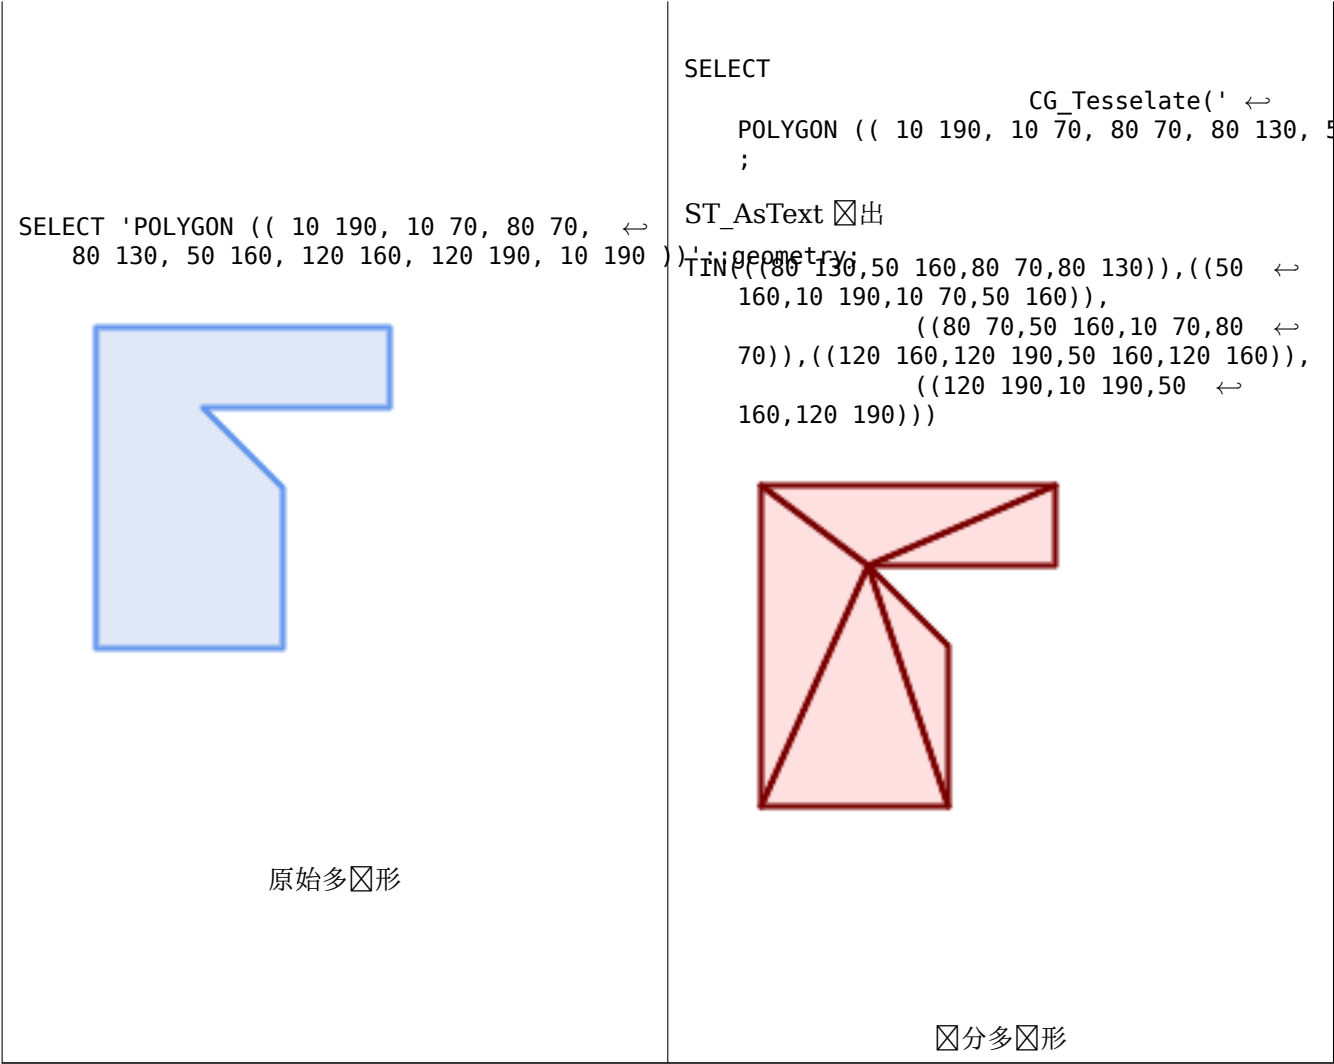 SELECT 'POLYGON (( 10 190, 10 70, 80 70, ↩
80 130, 50 160, 120 160, 120 190, 10 190 ))'::geometry;
原始多形
SELECT
CG_Tesselate(' ↩
POLYGON (( 10 190, 10 70, 80 70, 80 130, 5
;
ST_AsText 出
TIN(((80 130,50 160,80 70,80 130)),((50 ↩
160,10 190,10 70,50 160)),
((80 70,50 160,10 70,80 ↩
70)),((120 160,120 190,50 160,120 160)),
((120 190,10 190,50 ↩
160,120 190)))
分多形